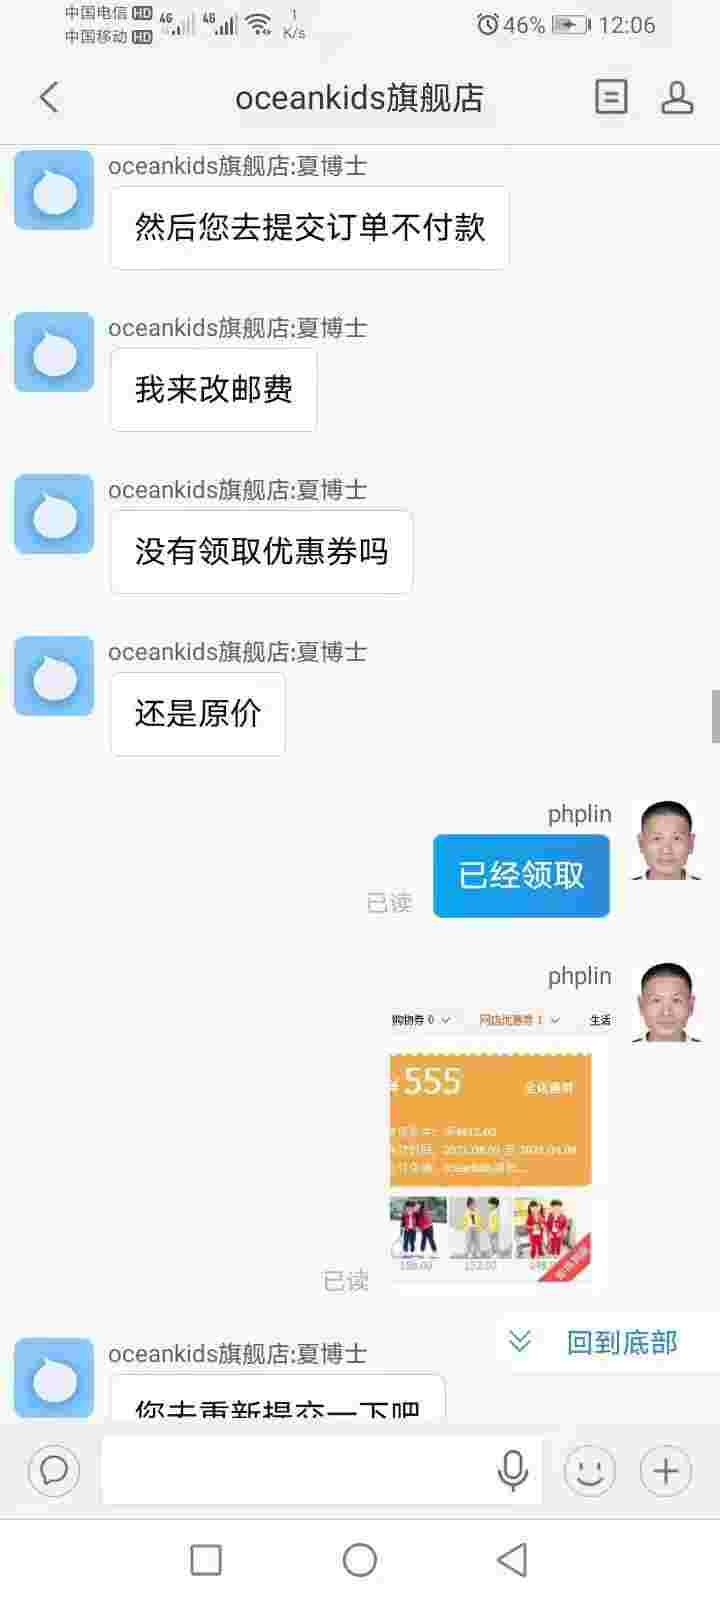 中国电信 HD 4G 4G 1 K/s 46% 12:06
中国移动 HD
oceankids旗舰店
oceankids旗舰店:夏博士
然后您去提交订单不付款
oceankids旗舰店:夏博士
我来改邮费
oceankids旗舰店:夏博士
没有领取优惠券吗
oceankids旗舰店:夏博士
还是原价
phplin
已经领取
已读
phplin
购物券 0 网店优惠券 1 生活
¥555
已读
oceankids旗舰店:夏博士
回到底部
您去重新提交一下吧